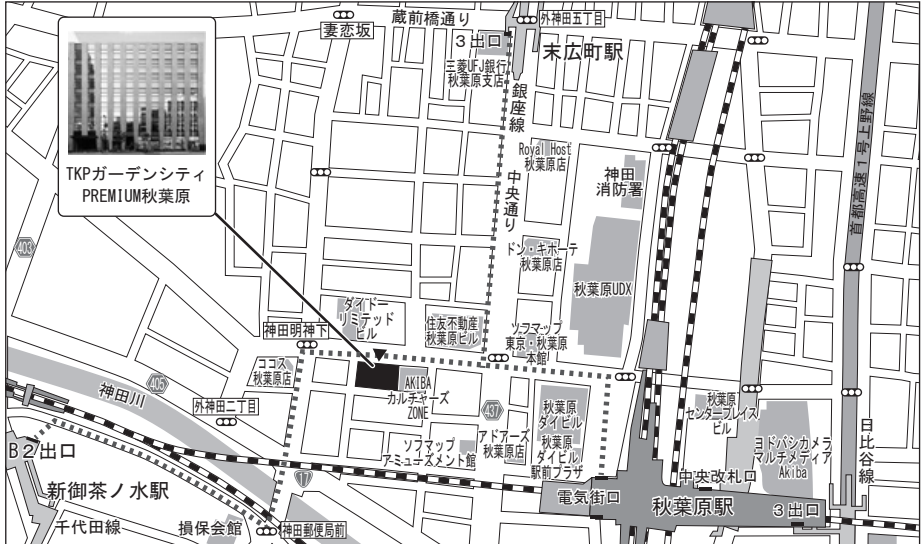 蔵前橋通り
妻恋坂
外神田五丁目
3出口
末広町駅
三菱UFJ銀行
秋葉原支店
銀座線
TKPガーデンシティ
PREMIUM秋葉原
Royal Host
秋葉原店
神田
消防署
中央通り
首都高速1号上野線
403
ドン・キホーテ
秋葉原店
秋葉原UDX
ダイドー
リミテッド
ビル
住友不動産
秋葉原ビル
神田明神下
ソフマップ
東京・秋葉原
本館
ココス
秋葉原店
405
神田川
AKIBA
カルチャーズ
ZONE
外神田二丁目
437
秋葉原
ダイビル
秋葉原
センタープレイス
ビル
アドアーズ
秋葉原店
秋葉原
ダイビル
駅前プラザ
ソフマップ
アミューズメント館
ヨドバシカメラ
マルチメディア
Akiba
日比谷線
B2出口
17
中央改札口
新御茶ノ水駅
電気街口
秋葉原駅
3出口
千代田線
損保会館
神田郵便局前